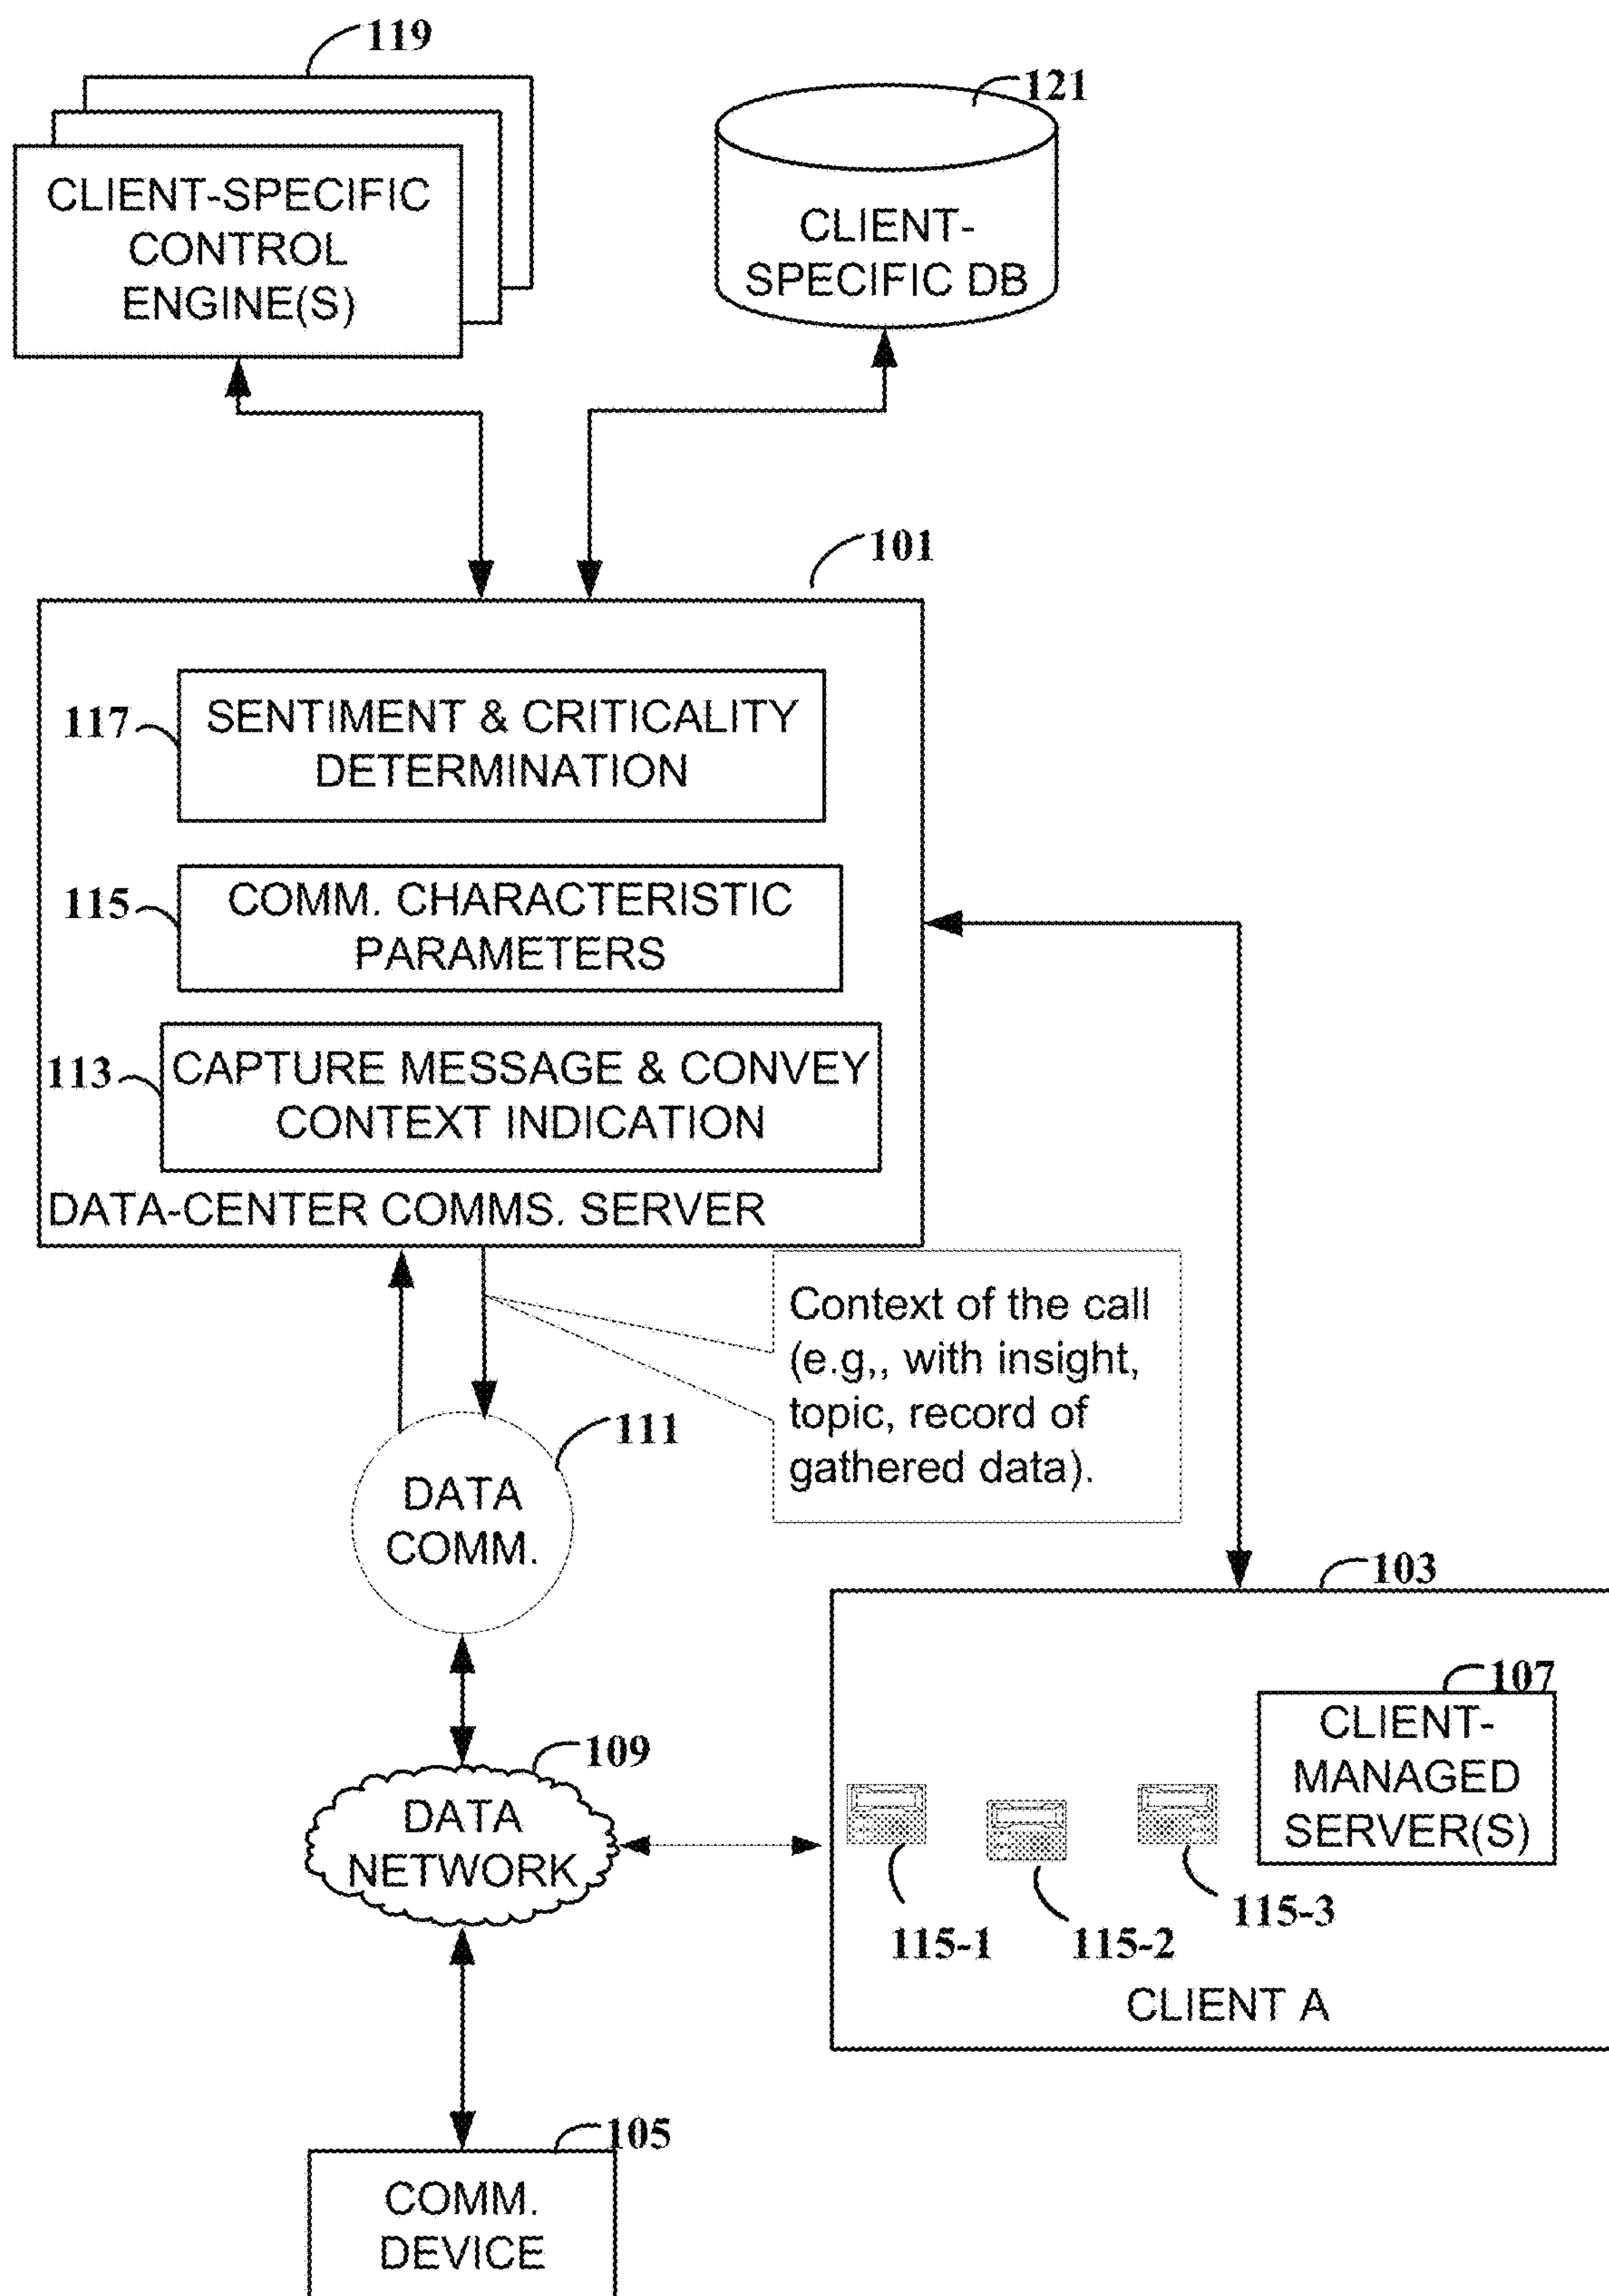 119
121
CLIENT-SPECIFIC
CONTROL
ENGINE(S)
CLIENT-
SPECIFIC DB
101
117
SENTIMENT & CRITICALITY
DETERMINATION
115
COMM. CHARACTERISTIC
PARAMETERS
113
CAPTURE MESSAGE & CONVEY
CONTEXT INDICATION
DATA-CENTER COMMS. SERVER
Context of the call
(e.g,, with insight,
topic, record of
gathered data).
111
DATA
COMM.
103
107
CLIENT-
MANAGED
SERVER(S)
109
DATA
NETWORK
115-1
115-2
115-3
CLIENT A
105
COMM.
DEVICE